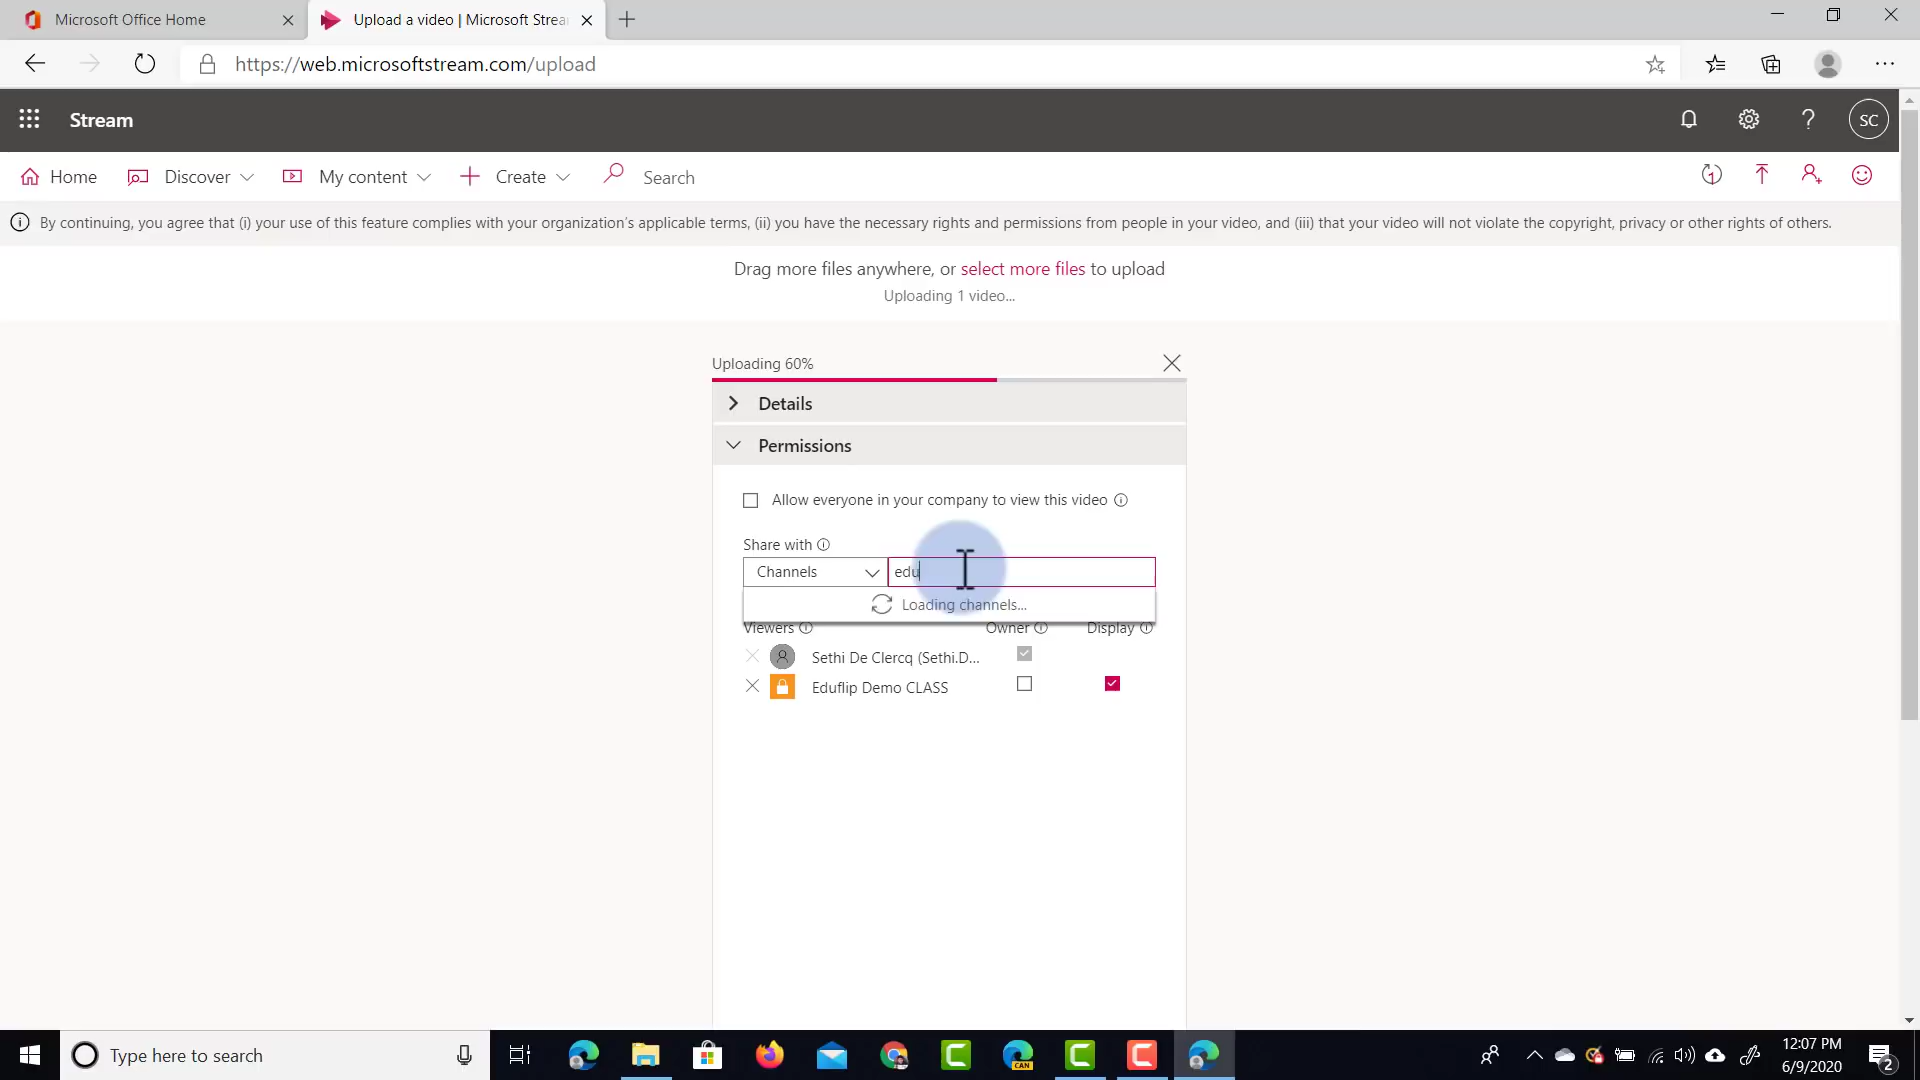 Microsoft Office Home
Upload a video | Microsoft Strea
https://web.microsoftstream.com/upload
Stream
SC
Home
Discover
My content
Create
Search
By continuing, you agree that (i) your use of this feature complies with your organization's applicable terms, (ii) you have the necessary rights and permissions from people in your video, and (iii) that your video will not violate the copyright, privacy or other rights of others.
Drag more files anywhere, or select more files to upload
Uploading 1 video...
Uploading 60%
Details
Permissions
Allow everyone in your company to view this video
Share with
Channels
edu
Loading channels...
Viewers
Owner
Display
Sethi De Clercq (Sethi.D...
Eduflip Demo CLASS
Type here to search
CAN
12:07 PM
6/9/2020
2